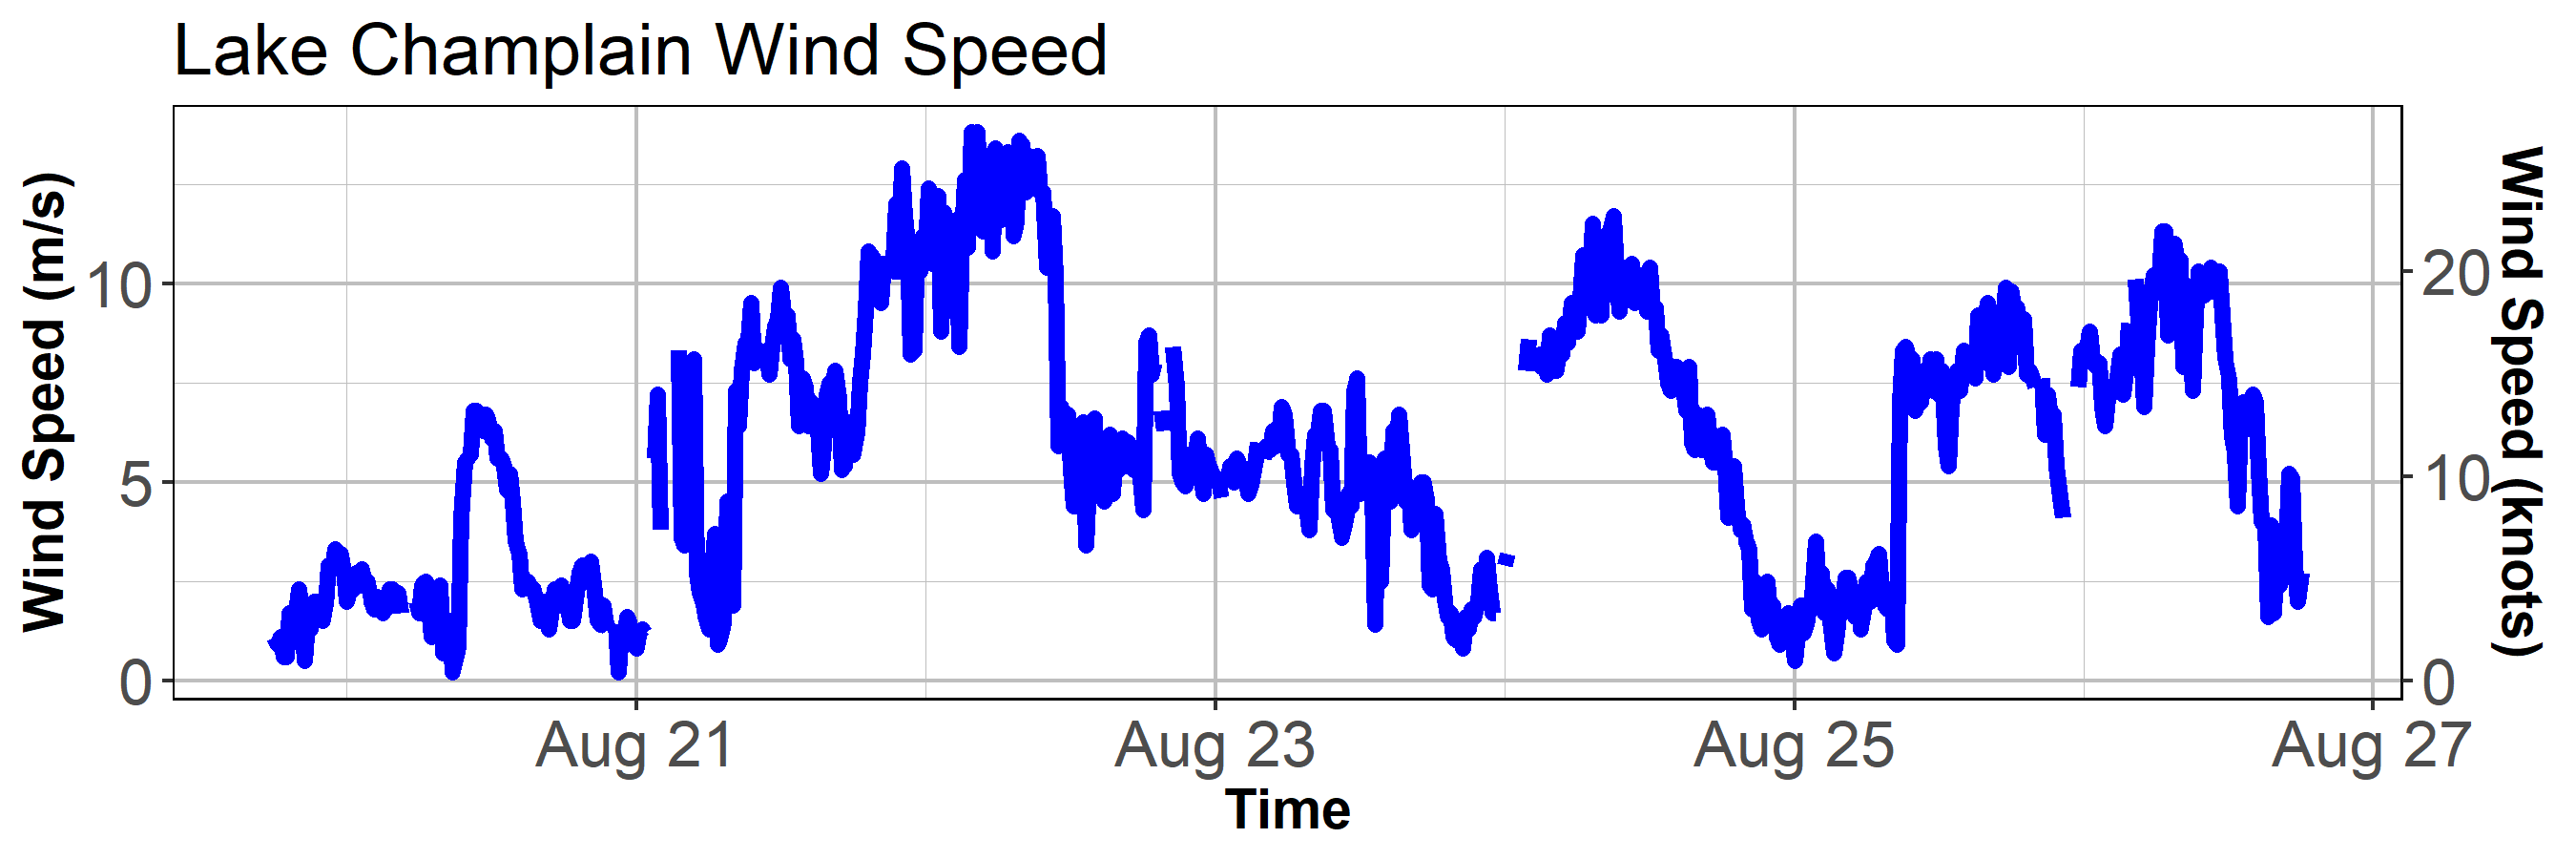 Lake Champlain Wind Speed
Wind Speed (m/s)
10
5
0
20
10
0
Wind Speed (knots)
Aug 21
Aug 23
Aug 25
Aug 27
Time